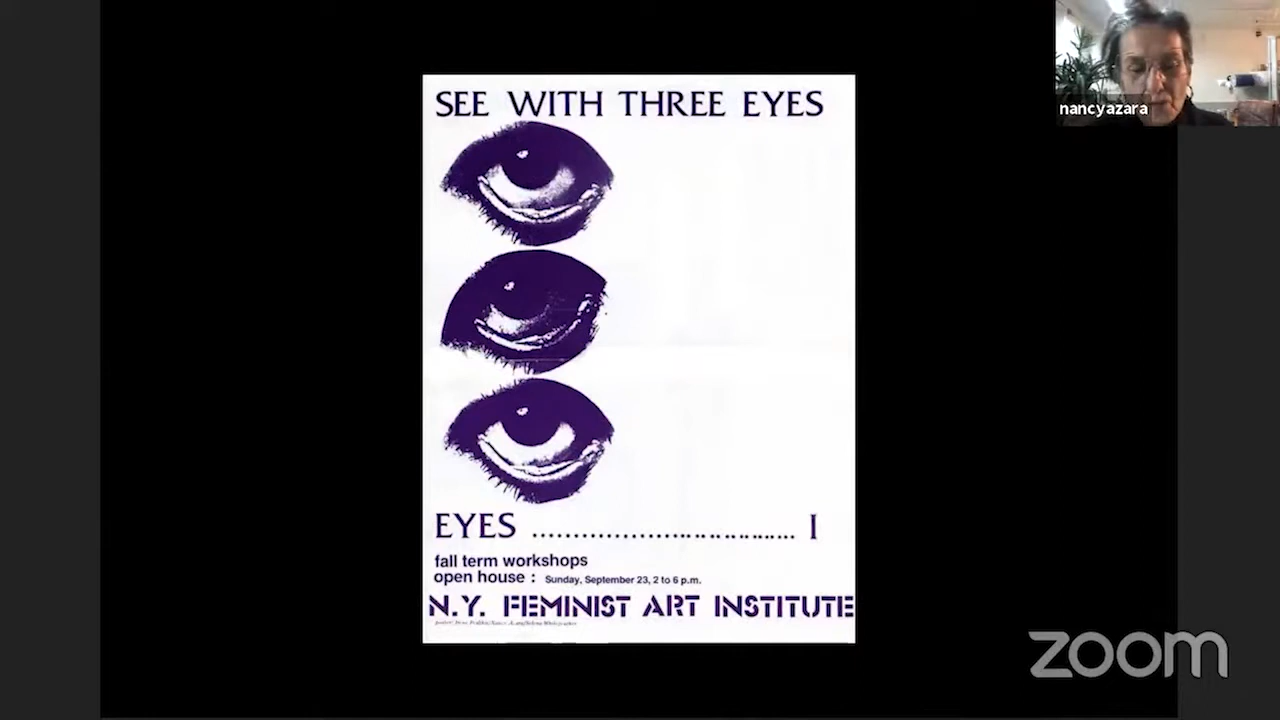 SEE WITH THREE EYES
EYES ........................................ I
fall term workshops
open house : Sunday, September 23, 2 to 6 p.m.
N.Y. FEMINIST ART INSTITUTE
nancyazara
zoom